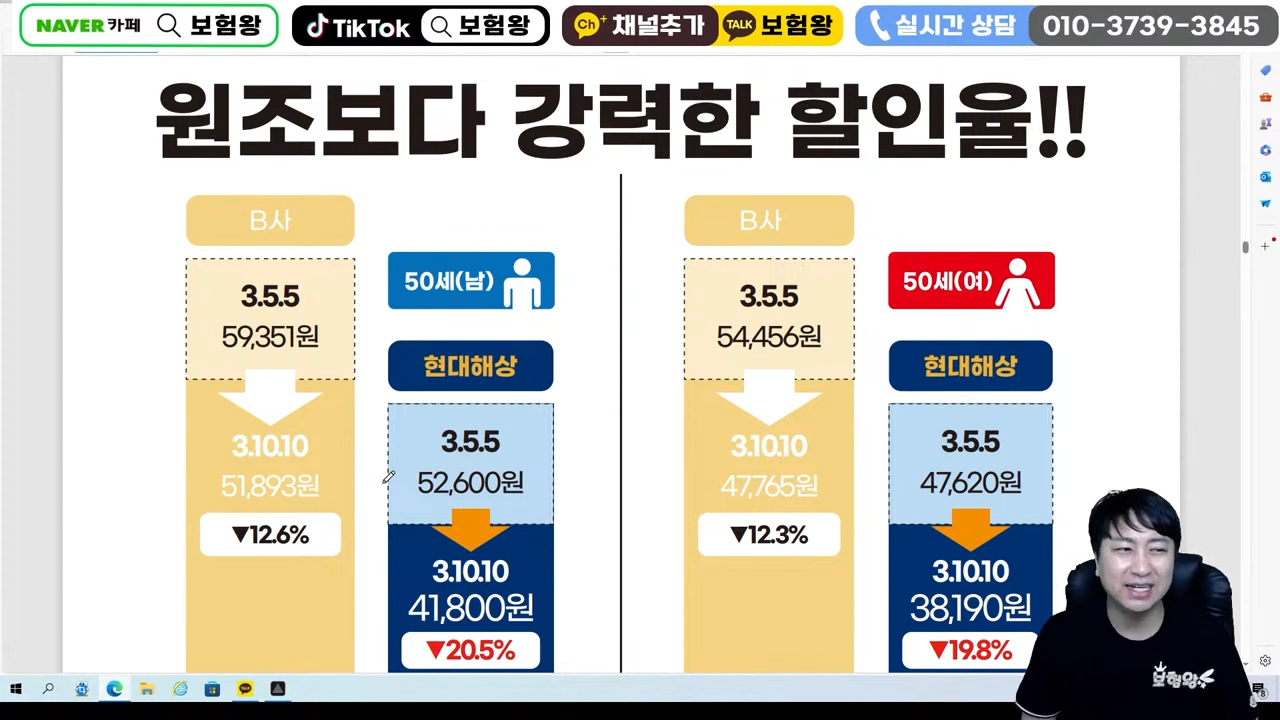 NAVER 카페 보험왕
TikTok 보험왕
Ch+ 채널추가 TALK 보험왕
실시간 상담 010-3739-3845
원조보다 강력한 할인율!!
B사
3.5.5
59,351원
3.10.10
51,893원
▼12.6%
50세(남)
현대해상
3.5.5
52,600원
3.10.10
41,800원
▼20.5%
B사
3.5.5
54,456원
3.10.10
47,765원
▼12.3%
50세(여)
현대해상
3.5.5
47,620원
3.10.10
38,190원
▼19.8%
보험왕
TALK